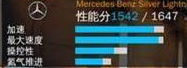 Mercedes-Benz Silver Lightn
性能分1542 / 1647
加速
最大速度
操控性
氮气推进